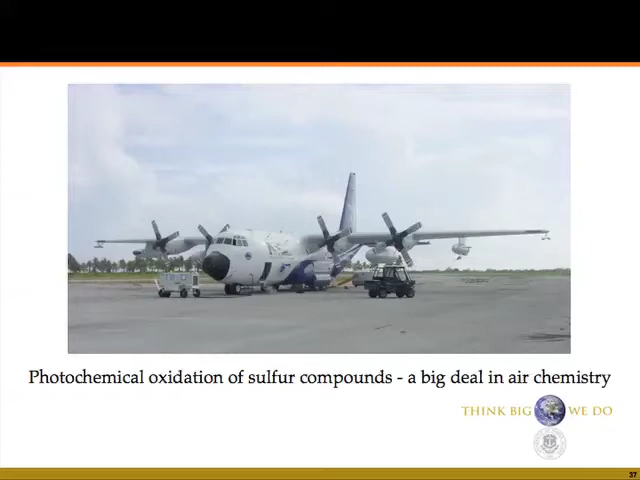 Photochemical oxidation of sulfur compounds - a big deal in air chemistry
THINK BIG WE DO
37